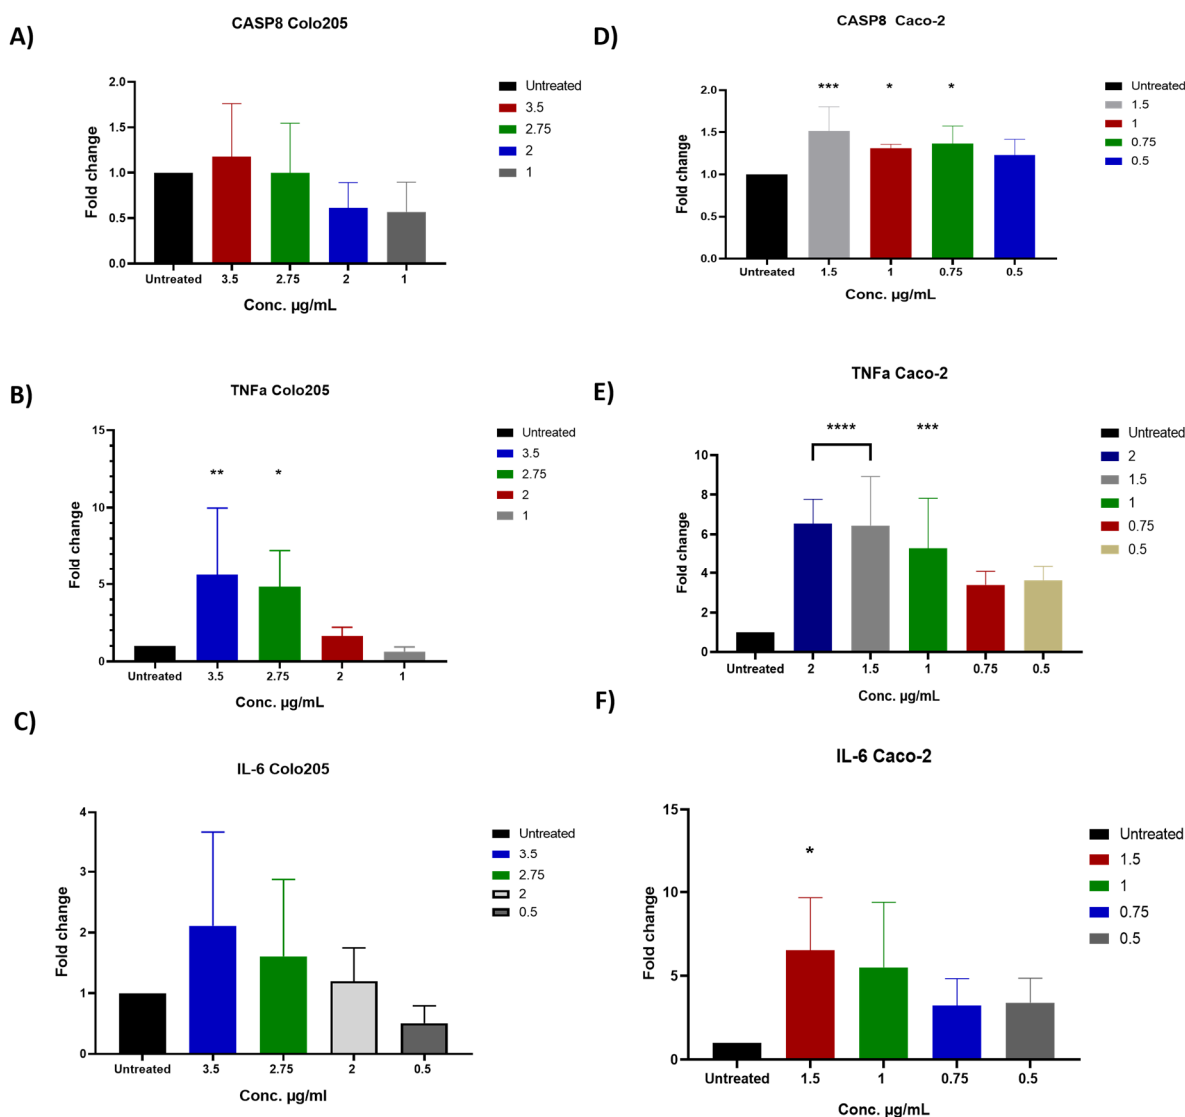 A)
CASP8 Colo205
Fold change
2.0
1.5
1.0
0.5
0.0
Untreated
3.5
2.75
2
1
Conc. µg/mL
Untreated
3.5
2.75
2
1
D)
CASP8 Caco-2
Fold change
2.0
1.5
1.0
0.5
0.0
***
*
*
Untreated
1.5
1
0.75
0.5
Conc. µg/mL
Untreated
1.5
1
0.75
0.5
B)
TNFa Colo205
Fold change
15
10
5
0
**
*
Untreated
3.5
2.75
2
1
Conc. µg/mL
Untreated
3.5
2.75
2
1
E)
TNFa Caco-2
Fold change
10
8
6
4
2
0
****
***
Untreated
2
1.5
1
0.75
0.5
Conc. µg/mL
Untreated
2
1.5
1
0.75
0.5
C)
IL-6 Colo205
Fold change
4
3
2
1
0
Untreated
3.5
2.75
2
0.5
Conc. µg/ml
Untreated
3.5
2.75
2
0.5
F)
IL-6 Caco-2
Fold change
15
10
5
0
*
Untreated
1.5
1
0.75
0.5
Conc. µg/mL
Untreated
1.5
1
0.75
0.5